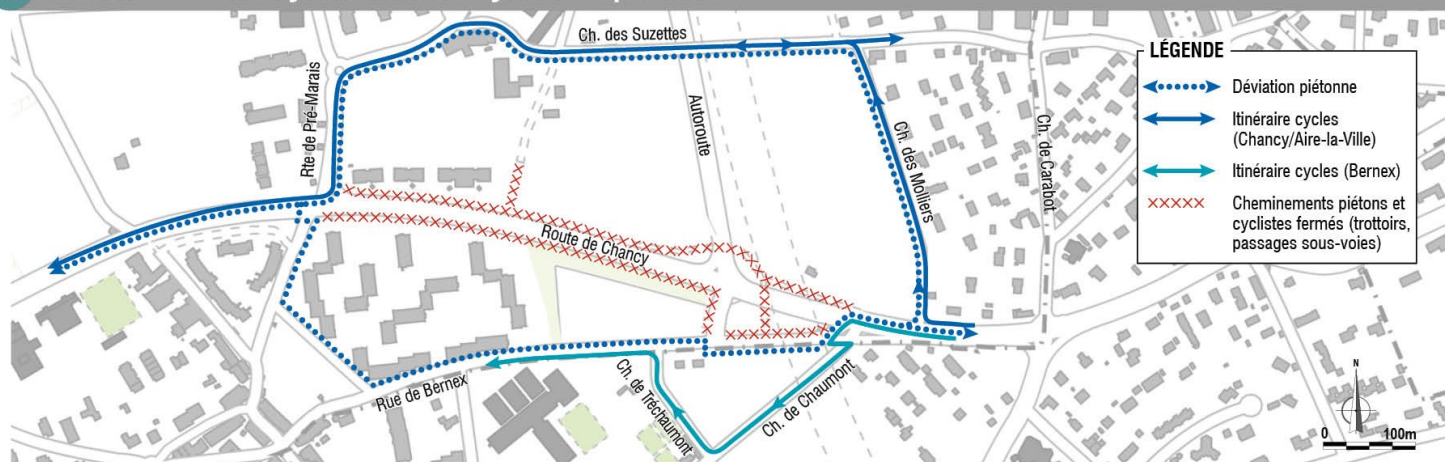 Ch. des Suzettes
LÉGENDE
Déviation piétonne
Itinéraire cycles
(Chancy/Aire-la-Ville)
Itinéraire cycles (Bernex)
Cheminements piétons et
cyclistes fermés (trottoirs,
passages sous-voies)
Rte de Pré-Marais
Autoroute
Ch. des Molliers
Ch. de Carabot
Route de Chancy
Rue de Bernex
Ch. de Tréchaumont
Ch. de Chaumont
N
0 100m